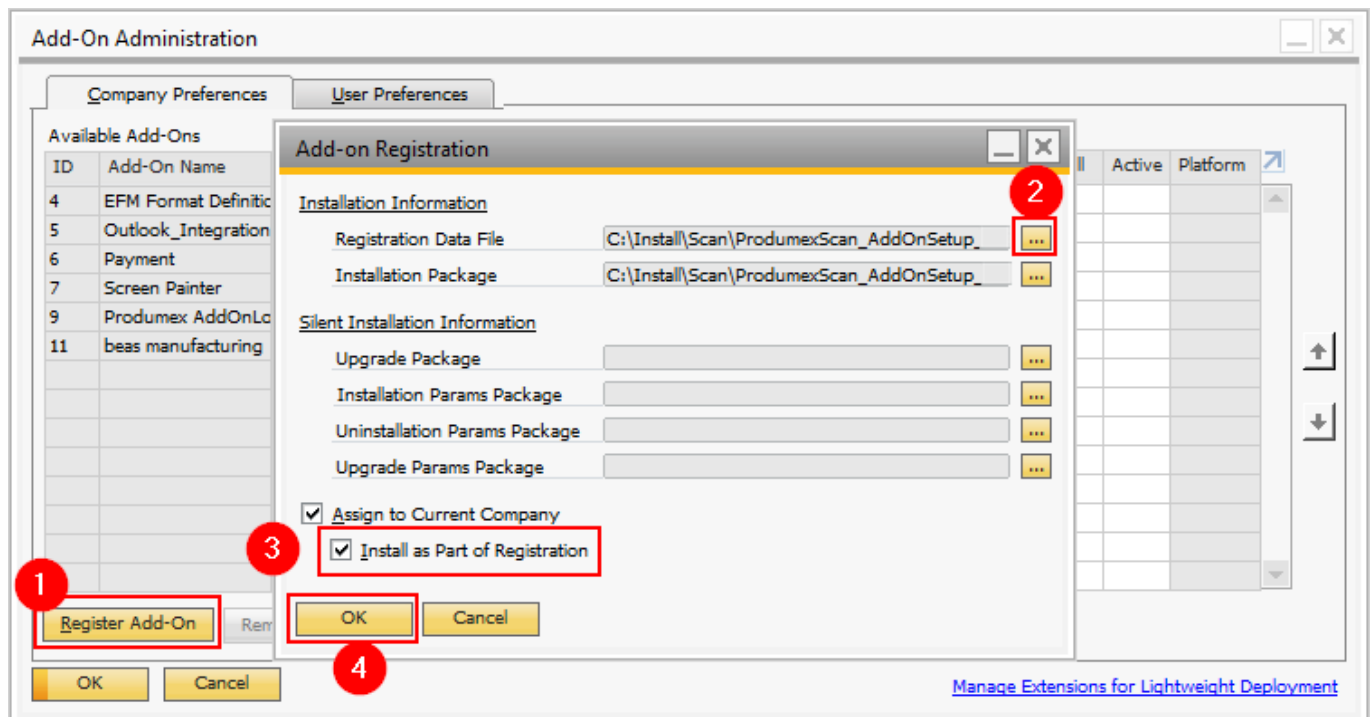 Add-On Administration
Company Preferences
User Preferences
Available Add-Ons
ID Add-On Name
Active Platform
4 EFM Format
5 Outlook_Integration
6 Payment
7 Screen Painter
9 Produmex
11 beas manufacturing
Add-on Registration
2
Installation Information
Registration Data File C:\Install\Scan\ProdumexScan_AddOnSetup_ ...
Installation Package C:\Install\Scan\ProdumexScan_AddOnSetup_ ...
Silent Installation Information
Upgrade Package ...
Installation Params Package ...
Uninstallation Params Package ...
Upgrade Params Package ...
Assign to Current Company
3 Install as Part of Registration
OK Cancel
4
1
Register Add-On
OK Cancel
Manage Extensions for Lightweight Deployment